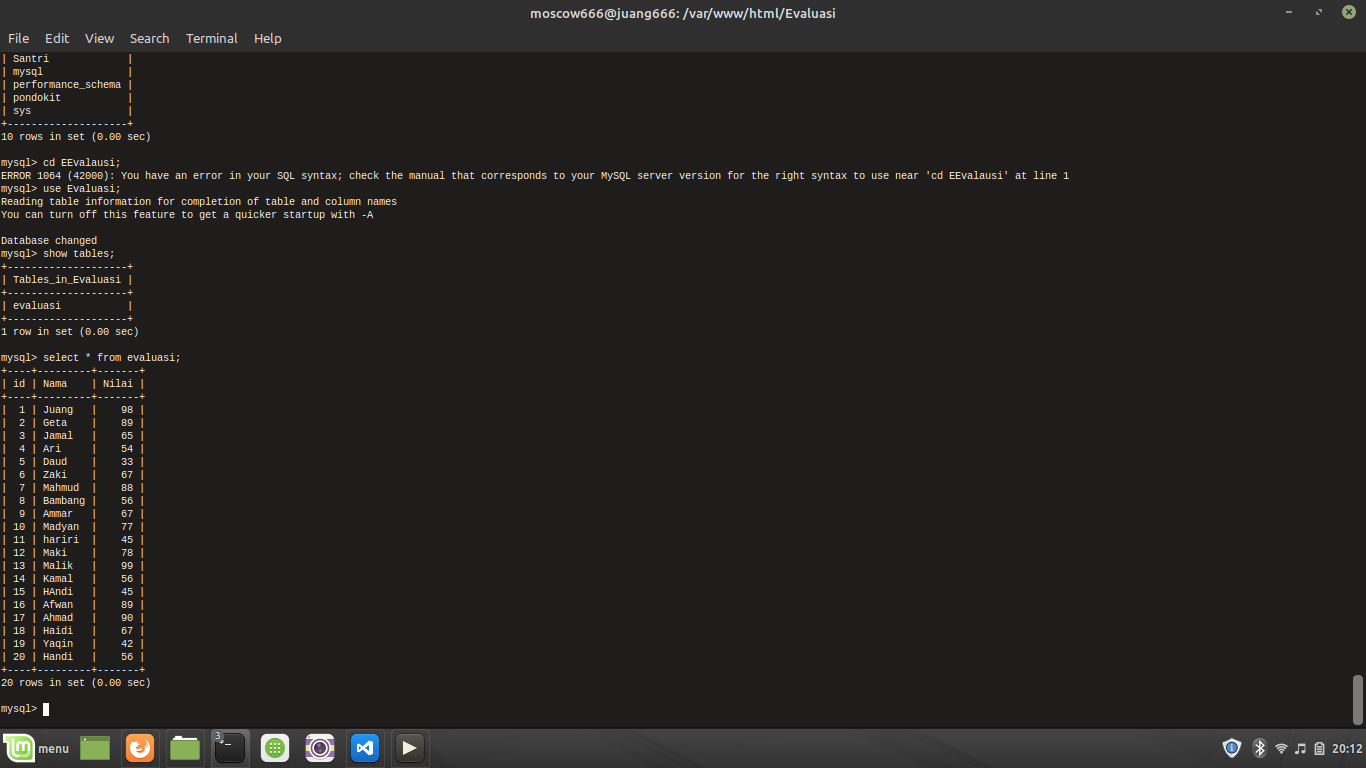 moscow666@juang666: /var/www/html/Evaluasi
File Edit View Search Terminal Help
| Santri             |
| mysql              |
| performance_schema |
| pondokit           |
| sys                |
+--------------------+
10 rows in set (0.00 sec)
mysql> cd EEvalausi;
ERROR 1064 (42000): You have an error in your SQL syntax; check the manual that corresponds to your MySQL server version for the right syntax to use near 'cd EEvalausi' at line 1
mysql> use Evaluasi;
Reading table information for completion of table and column names
You can turn off this feature to get a quicker startup with -A
Database changed
mysql> show tables;
+--------------------+
| Tables_in_Evaluasi |
+--------------------+
| evaluasi           |
+--------------------+
1 row in set (0.00 sec)
mysql> select * from evaluasi;
+----+---------+-------+
| id | Nama    | Nilai |
+----+---------+-------+
|  1 | Juang   |    98 |
|  2 | Geta    |    89 |
|  3 | Jamal   |    65 |
|  4 | Ari     |    54 |
|  5 | Daud    |    33 |
|  6 | Zaki    |    67 |
|  7 | Mahmud  |    88 |
|  8 | Bambang |    56 |
|  9 | Ammar   |    67 |
| 10 | Madyan  |    77 |
| 11 | hariri  |    45 |
| 12 | Maki    |    78 |
| 13 | Malik   |    99 |
| 14 | Kamal   |    56 |
| 15 | HAndi   |    45 |
| 16 | Afwan   |    89 |
| 17 | Ahmad   |    90 |
| 18 | Haidi   |    67 |
| 19 | Yaqin   |    42 |
| 20 | Handi   |    56 |
+----+---------+-------+
20 rows in set (0.00 sec)
mysql>
menu
3
20:12